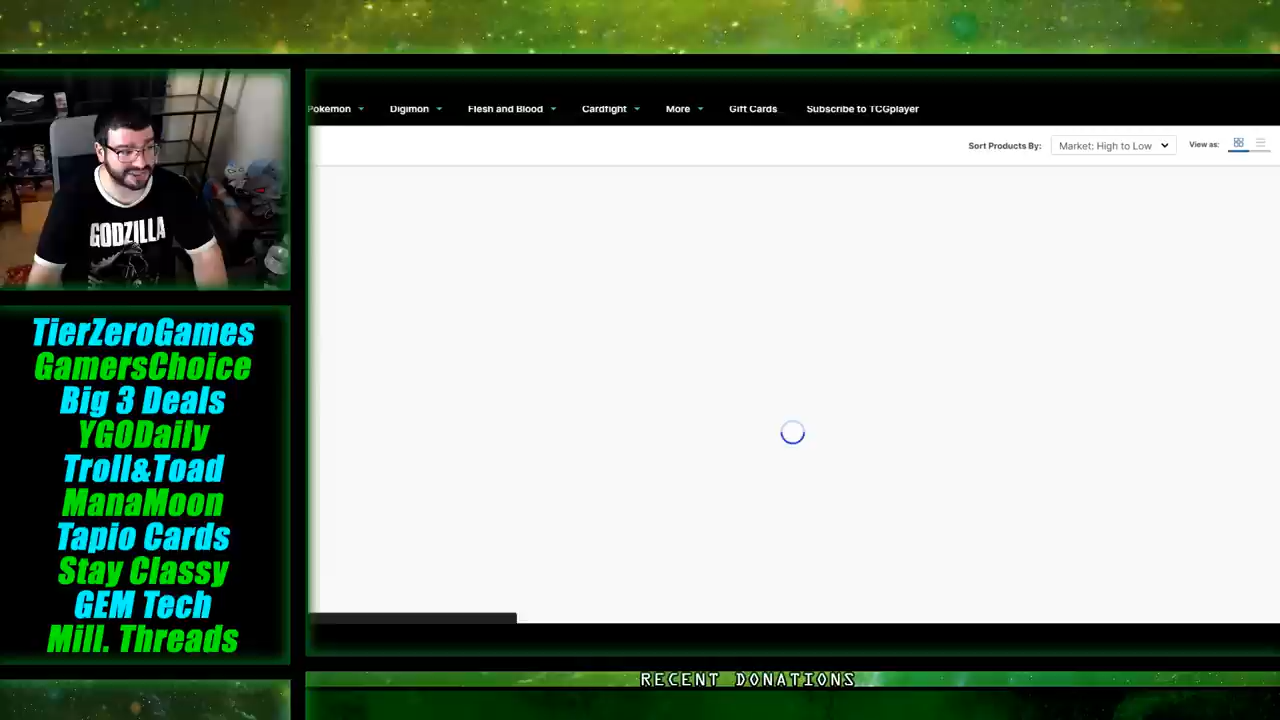 Pokemon Digimon Flesh and Blood Cardfight More Gift Cards Subscribe to TCGplayer
Sort Products By: Market: High to Low View as:
GODZILLA
TierZeroGames
GamersChoice
Big 3 Deals
YGODaily
Troll&Toad
ManaMoon
Tapio Cards
Stay Classy
GEM Tech
Mill. Threads
RECENT DONATIONS